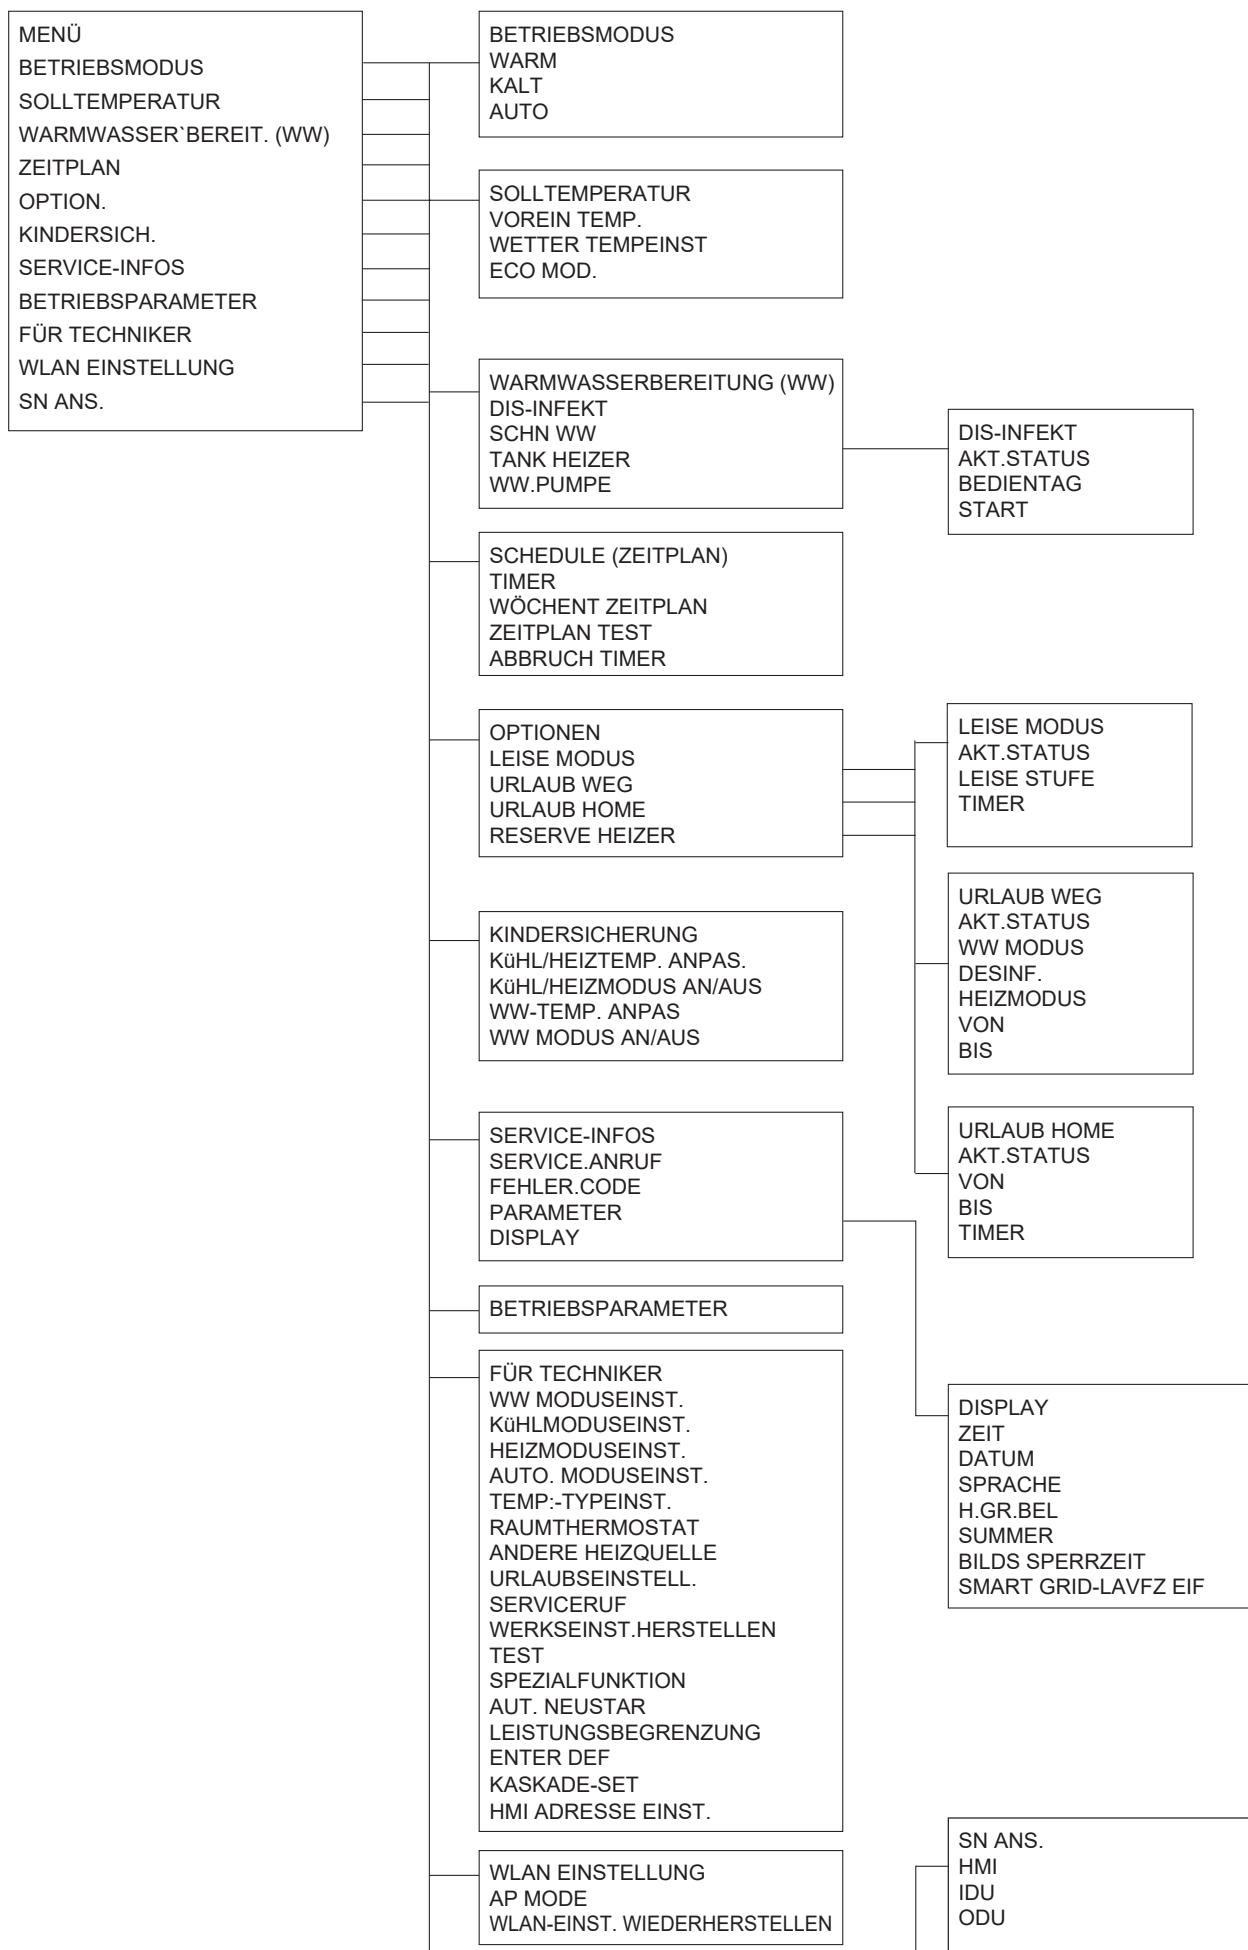 MENÜ
BETRIEBSMODUS
SOLLTEMPERATUR
WARMWASSER`BEREIT. (WW)
ZEITPLAN
OPTION.
KINDERSICH.
SERVICE-INFOS
BETRIEBSPARAMETER
FÜR TECHNIKER
WLAN EINSTELLUNG
SN ANS.
BETRIEBSMODUS
WARM
KALT
AUTO
SOLLTEMPERATUR
VOREIN TEMP.
WETTER TEMPEINST
ECO MOD.
WARMWASSERBEREITUNG (WW)
DIS-INFEKT
SCHN WW
TANK HEIZER
WW.PUMPE
DIS-INFEKT
AKT.STATUS
BEDIENTAG
START
SCHEDULE (ZEITPLAN)
TIMER
WÖCHENT ZEITPLAN
ZEITPLAN TEST
ABBRUCH TIMER
OPTIONEN
LEISE MODUS
URLAUB WEG
URLAUB HOME
RESERVE HEIZER
LEISE MODUS
AKT.STATUS
LEISE STUFE
TIMER
URLAUB WEG
AKT.STATUS
WW MODUS
DESINF.
HEIZMODUS
VON
BIS
URLAUB HOME
AKT.STATUS
VON
BIS
TIMER
KINDERSICHERUNG
KüHL/HEIZTEMP. ANPAS.
KüHL/HEIZMODUS AN/AUS
WW-TEMP. ANPAS
WW MODUS AN/AUS
SERVICE-INFOS
SERVICE.ANRUF
FEHLER.CODE
PARAMETER
DISPLAY
DISPLAY
ZEIT
DATUM
SPRACHE
H.GR.BEL
SUMMER
BILDS SPERRZEIT
SMART GRID-LAVFZ EIF
BETRIEBSPARAMETER
FÜR TECHNIKER
WW MODUSEINST.
KüHLMODUSEINST.
HEIZMODUSEINST.
AUTO. MODUSEINST.
TEMP:-TYPEINST.
RAUMTHERMOSTAT
ANDERE HEIZQUELLE
URLAUBSEINSTELL.
SERVICERUF
WERKSEINST.HERSTELLEN
TEST
SPEZIALFUNKTION
AUT. NEUSTAR
LEISTUNGSBEGRENZUNG
ENTER DEF
KASKADE-SET
HMI ADRESSE EINST.
WLAN EINSTELLUNG
AP MODE
WLAN-EINST. WIEDERHERSTELLEN
SN ANS.
HMI
IDU
ODU